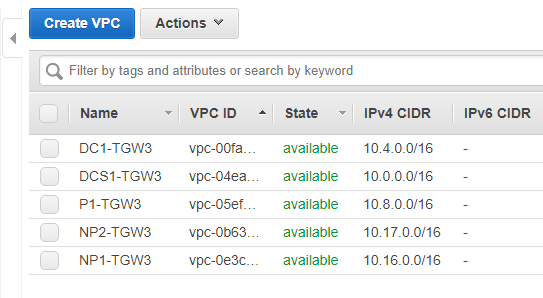 Create VPC Actions
Filter by tags and attributes or search by keyword
Name VPC ID State IPv4 CIDR IPv6 CIDR
DC1-TGW3 vpc-00fa... available 10.4.0.0/16 -
DCS1-TGW3 vpc-04ea... available 10.0.0.0/16 -
P1-TGW3 vpc-05ef... available 10.8.0.0/16 -
NP2-TGW3 vpc-0b63... available 10.17.0.0/16 -
NP1-TGW3 vpc-0e3c... available 10.16.0.0/16 -